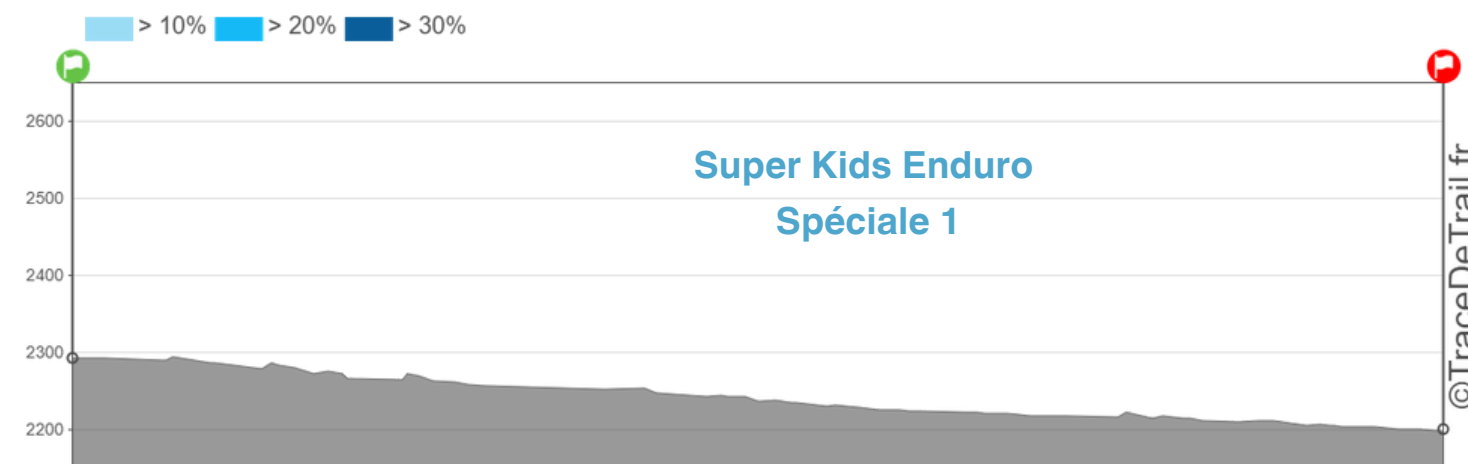 > 10% > 20% > 30%
2600
Super Kids Enduro
2500
Spéciale 1
2400
2300
2200
©TraceDeTrail.fr